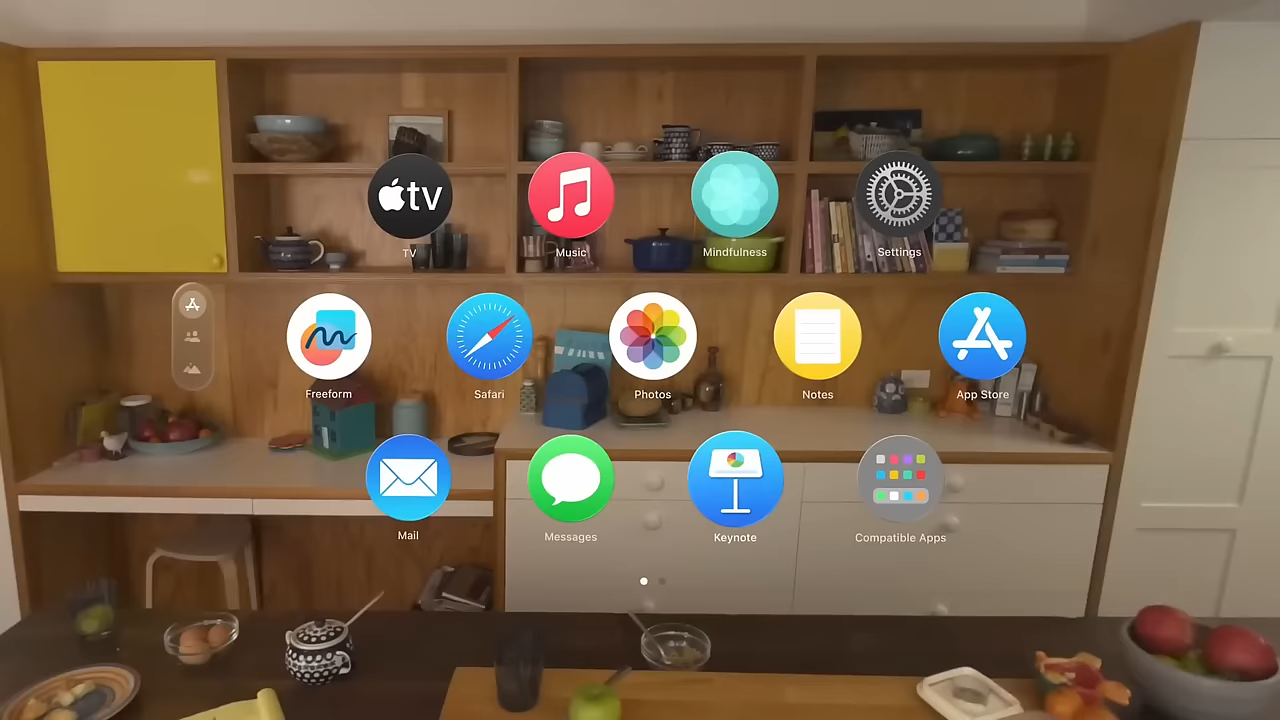 tv
TV
Music
Mindfulness
Settings
Freeform
Safari
Photos
Notes
App Store
Mail
Messages
Keynote
Compatible Apps